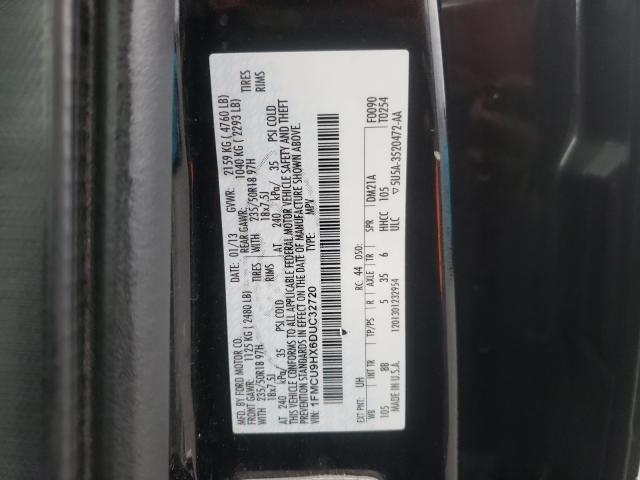 MFD. BY FORD MOTOR CO.
DATE: 01/13 GVWR: 2159 KG ( 4760 LB)
FRONT GAWR: 1125 KG ( 2480 LB) REAR GAWR: 1040 KG ( 2293 LB)
235/50R18 97H TIRES WITH 235/50R18 97H TIRES
18x7.5J RIMS 18x7.5J RIMS
AT 240 kPa/ 35 PSI COLD AT 240 kPa/ 35 PSI COLD
THIS VEHICLE CONFORMS TO ALL APPLICABLE FEDERAL MOTOR VEHICLE SAFETY AND THEFT
PREVENTION STANDARDS IN EFFECT ON THE DATE OF MANUFACTURE SHOWN ABOVE.
VIN: 1FMCU9HX6DUC32720 TYPE: MPV
EXT PNT: UH RC: 44 DSO: F0090
WB INT TR TP/PS R AXLE TR SPR DM21A T0254
105 BB 5 35 6 HHCC 105
MADE IN U.S.A. 1201301232954 ULC ▽5U5A-3520472-AA